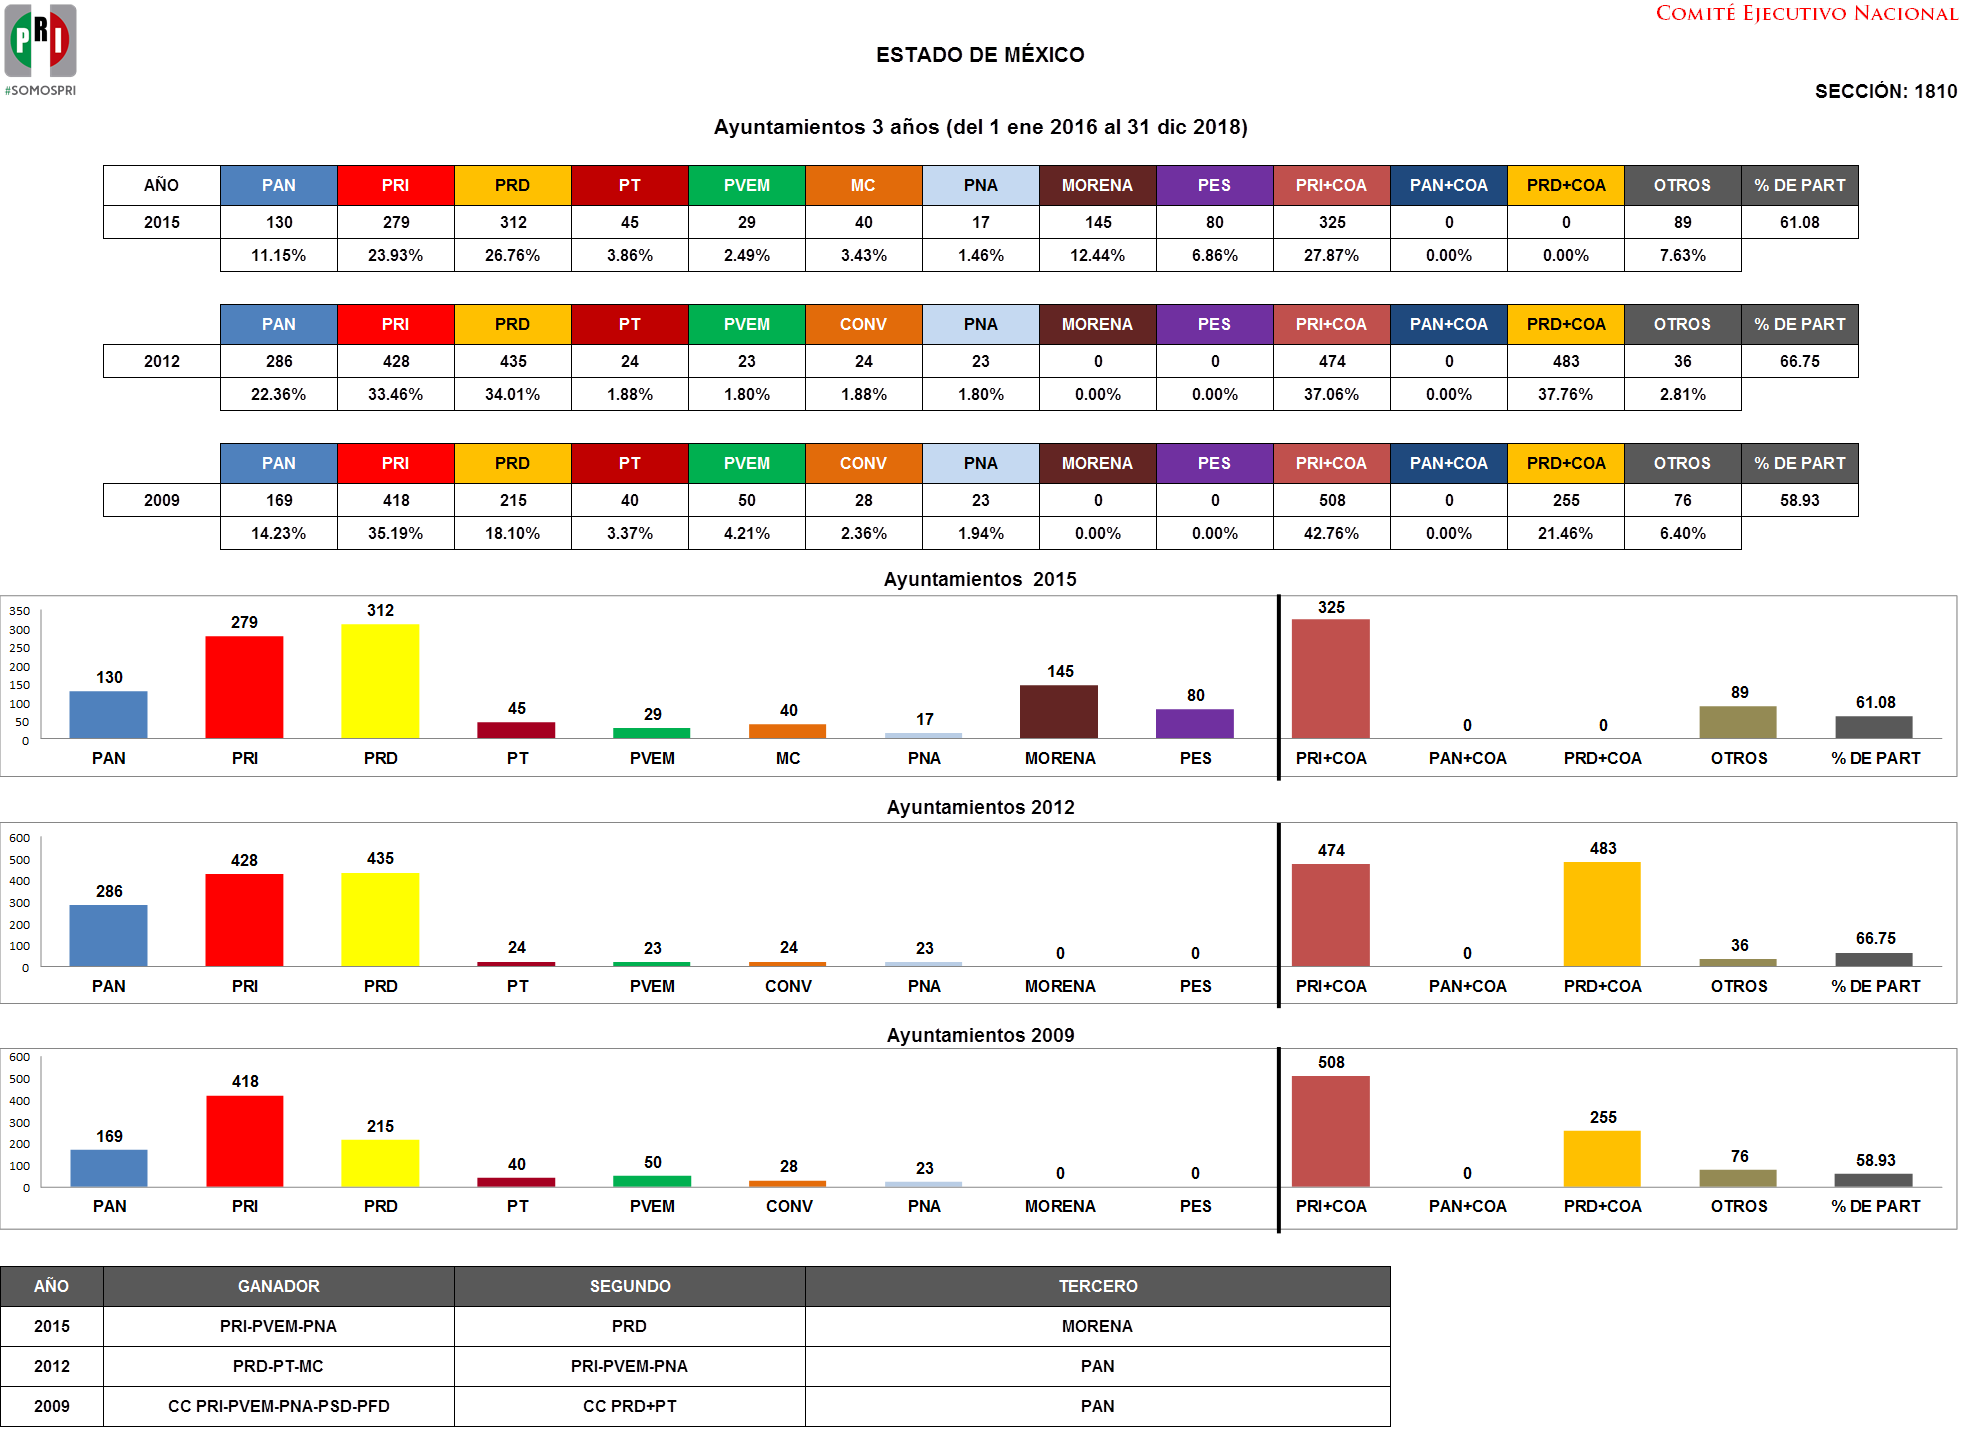 COMITÉ EJECUTIVO NACIONAL
PRI
#SOMOSPRI
ESTADO DE MÉXICO
SECCIÓN: 1810
Ayuntamientos 3 años (del 1 ene 2016 al 31 dic 2018)
AÑO PAN PRI PRD PT PVEM MC PNA MORENA PES PRI+COA PAN+COA PRD+COA OTROS % DE PART
2015 130 279 312 45 29 40 17 145 80 325 0 0 89 61.08
11.15% 23.93% 26.76% 3.86% 2.49% 3.43% 1.46% 12.44% 6.86% 27.87% 0.00% 0.00% 7.63%
PAN PRI PRD PT PVEM CONV PNA MORENA PES PRI+COA PAN+COA PRD+COA OTROS % DE PART
2012 286 428 435 24 23 24 23 0 0 474 0 483 36 66.75
22.36% 33.46% 34.01% 1.88% 1.80% 1.88% 1.80% 0.00% 0.00% 37.06% 0.00% 37.76% 2.81%
PAN PRI PRD PT PVEM CONV PNA MORENA PES PRI+COA PAN+COA PRD+COA OTROS % DE PART
2009 169 418 215 40 50 28 23 0 0 508 0 255 76 58.93
14.23% 35.19% 18.10% 3.37% 4.21% 2.36% 1.94% 0.00% 0.00% 42.76% 0.00% 21.46% 6.40%
Ayuntamientos 2015
350
300
250
200
150
100
50
0
130 279 312 45 29 40 17 145 80 325 0 0 89 61.08
PAN PRI PRD PT PVEM MC PNA MORENA PES PRI+COA PAN+COA PRD+COA OTROS % DE PART
Ayuntamientos 2012
600
500
400
300
200
100
0
286 428 435 24 23 24 23 0 0 474 0 483 36 66.75
PAN PRI PRD PT PVEM CONV PNA MORENA PES PRI+COA PAN+COA PRD+COA OTROS % DE PART
Ayuntamientos 2009
600
500
400
300
200
100
0
169 418 215 40 50 28 23 0 0 508 0 255 76 58.93
PAN PRI PRD PT PVEM CONV PNA MORENA PES PRI+COA PAN+COA PRD+COA OTROS % DE PART
AÑO GANADOR SEGUNDO TERCERO
2015 PRI-PVEM-PNA PRD MORENA
2012 PRD-PT-MC PRI-PVEM-PNA PAN
2009 CC PRI-PVEM-PNA-PSD-PFD CC PRD+PT PAN